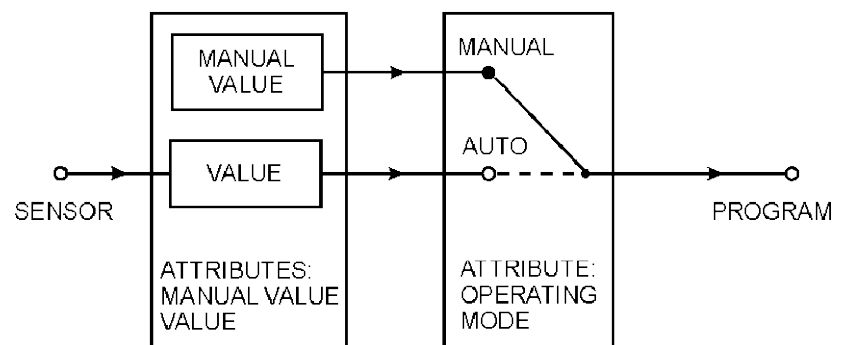 MANUAL
VALUE
MANUAL
AUTO
VALUE
SENSOR
PROGRAM
ATTRIBUTES:
MANUAL VALUE
VALUE
ATTRIBUTE:
OPERATING
MODE